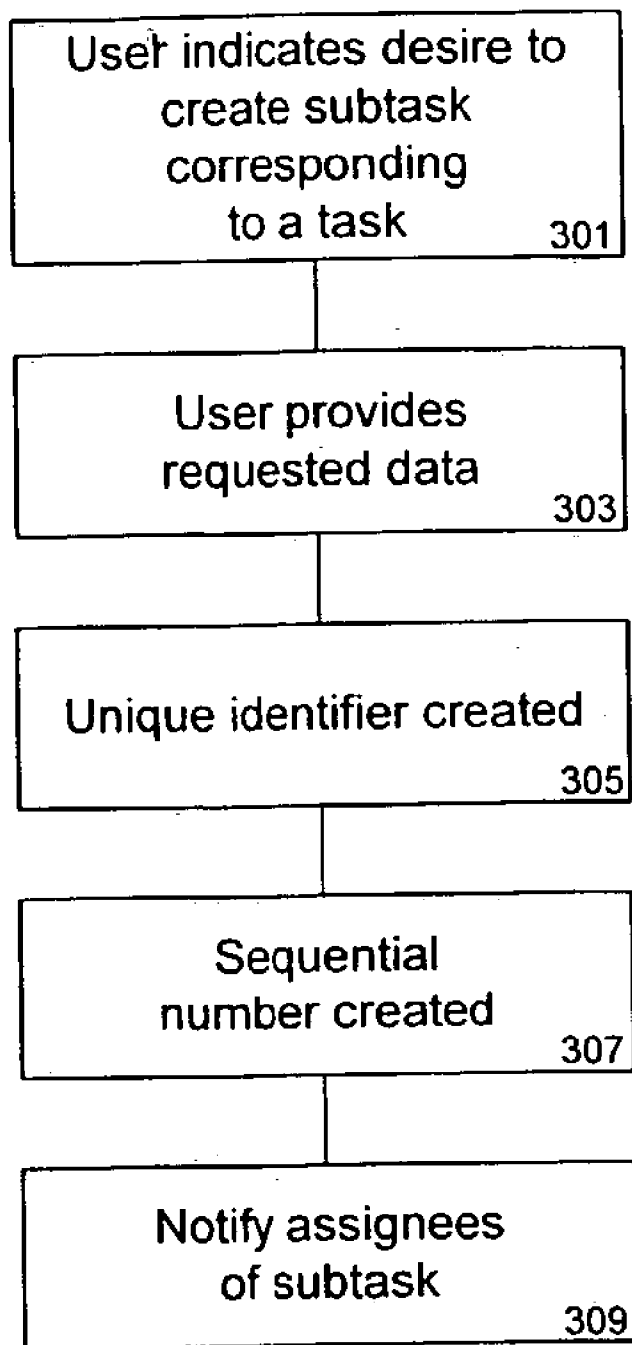 User indicates desire to
create subtask
corresponding
to a task
301
User provides
requested data
303
Unique identifier created
305
Sequential
number created
307
Notify assignees
of subtask
309